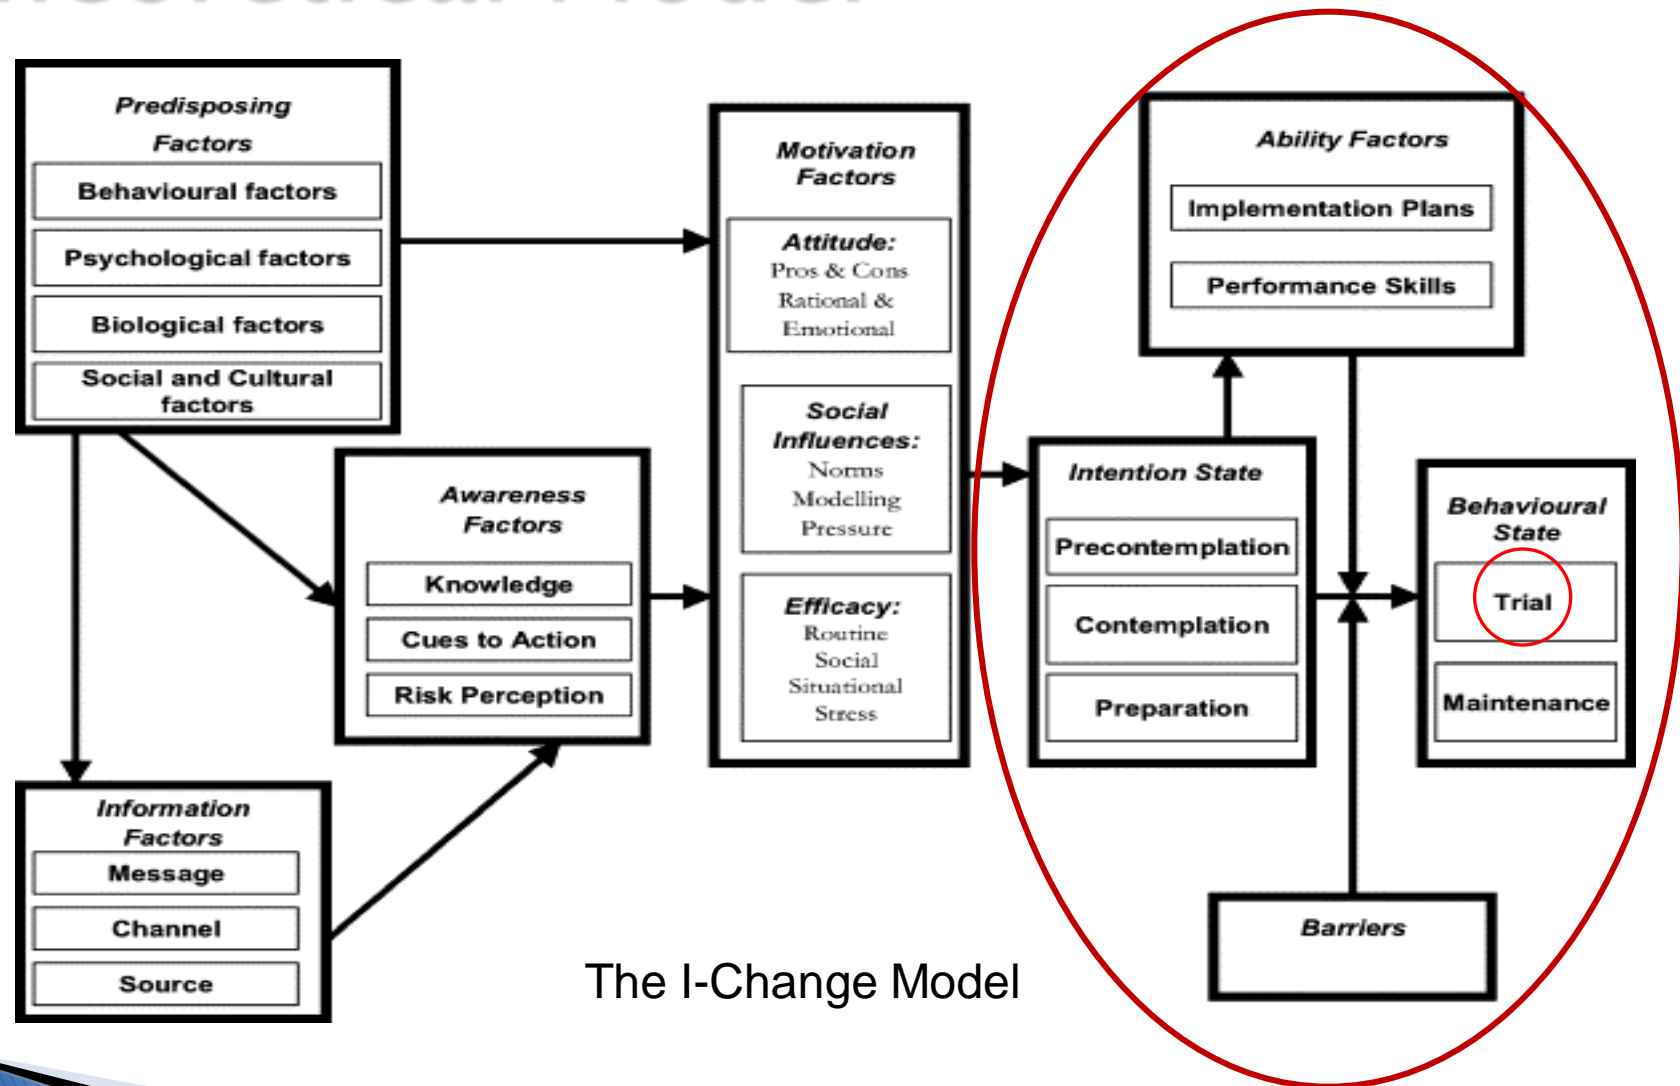 Predisposing
Factors
Behavioural factors
Psychological factors
Biological factors
Social and Cultural
factors
Information
Factors
Message
Channel
Source
Awareness
Factors
Knowledge
Cues to Action
Risk Perception
Motivation
Factors
Attitude:
Pros & Cons
Rational &
Emotional
Social
Influences:
Norms
Modelling
Pressure
Efficacy:
Routine
Social
Situational
Stress
Intention State
Precontemplation
Contemplation
Preparation
Ability Factors
Implementation Plans
Performance Skills
Behavioural
State
Trial
Maintenance
Barriers
The I-Change Model